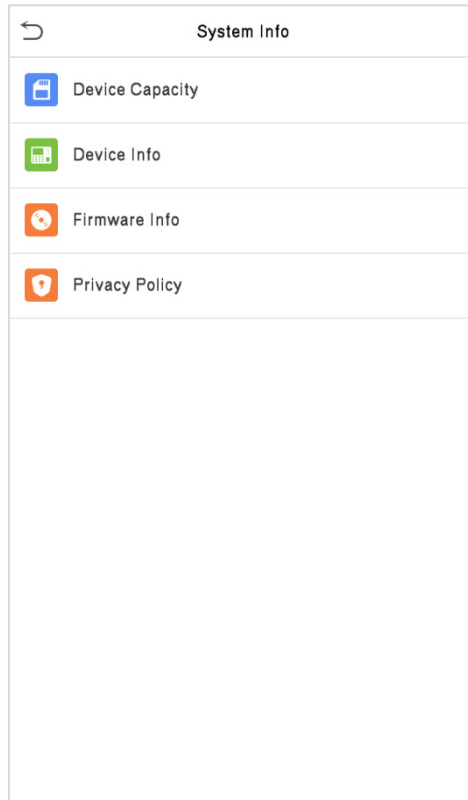 System Info
Device Capacity
Device Info
Firmware Info
Privacy Policy